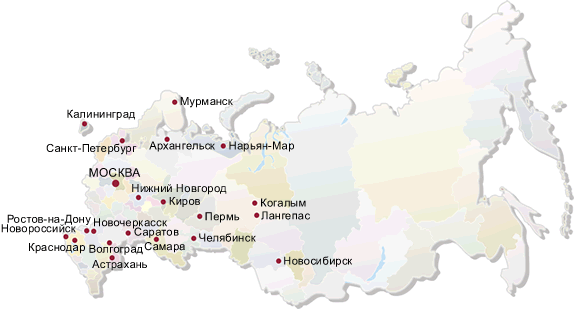 Мурманск
Калининград
Санкт-Петербург
Архангельск
Нарьян-Мар
МОСКВА
Нижний Новгород
Киров
Когалым
Лангепас
Пермь
Ростов-на-Дону
Новочеркасск
Новороссийск
Саратов
Челябинск
Краснодар
Волгоград
Самара
Астрахань
Новосибирск